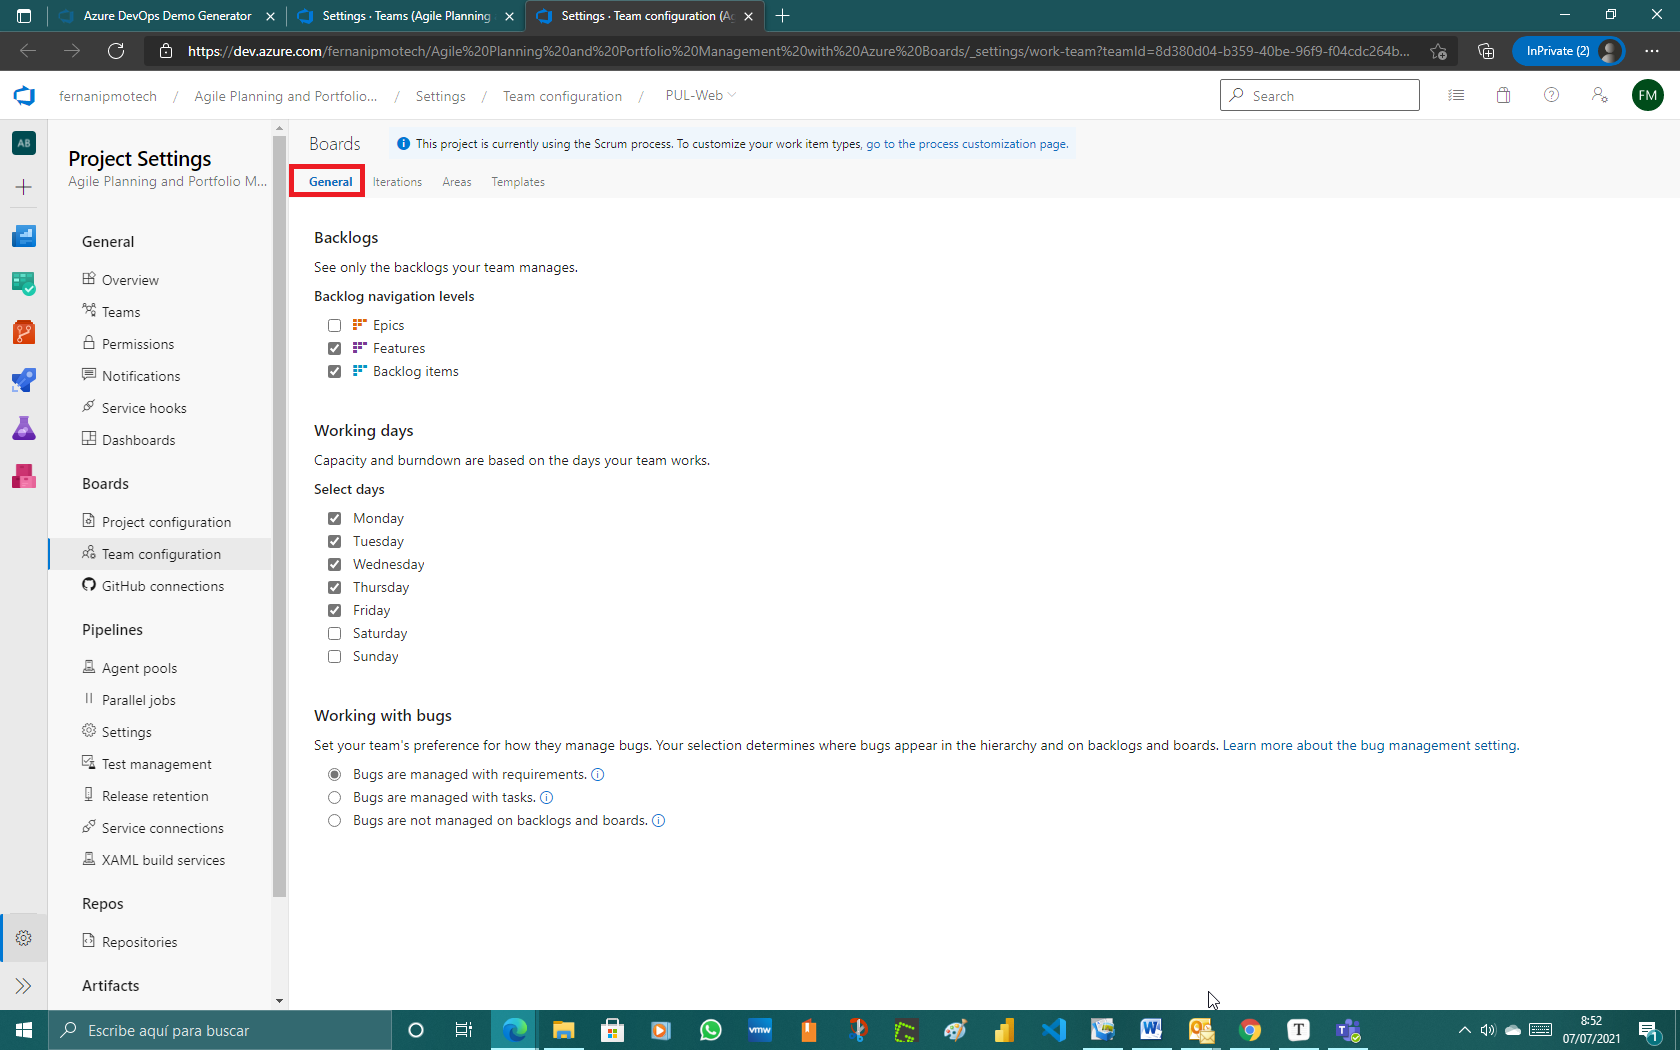 Azure DevOps Demo Generator
Settings · Teams (Agile Planning
Settings · Team configuration (Ag
https://dev.azure.com/fernanipmotech/Agile%20Planning%20and%20Portfolio%20Management%20with%20Azure%20Boards/_settings/work-team?teamId=8d380d04-b359-40be-96f9-f04cdc264b...
InPrivate (2)
fernanipmotech / Agile Planning and Portfolio... / Settings / Team configuration / PUL-Web
Search
FM
AB
Project Settings
Agile Planning and Portfolio M...
General
Overview
Teams
Permissions
Notifications
Service hooks
Dashboards
Boards
Project configuration
Team configuration
GitHub connections
Pipelines
Agent pools
Parallel jobs
Settings
Test management
Release retention
Service connections
XAML build services
Repos
Repositories
Artifacts
Boards
This project is currently using the Scrum process. To customize your work item types, go to the process customization page.
General Iterations Areas Templates
Backlogs
See only the backlogs your team manages.
Backlog navigation levels
Epics
Features
Backlog items
Working days
Capacity and burndown are based on the days your team works.
Select days
Monday
Tuesday
Wednesday
Thursday
Friday
Saturday
Sunday
Working with bugs
Set your team's preference for how they manage bugs. Your selection determines where bugs appear in the hierarchy and on backlogs and boards. Learn more about the bug management setting.
Bugs are managed with requirements.
Bugs are managed with tasks.
Bugs are not managed on backlogs and boards.
Escribe aquí para buscar
vmw
T
8:52
07/07/2021
1